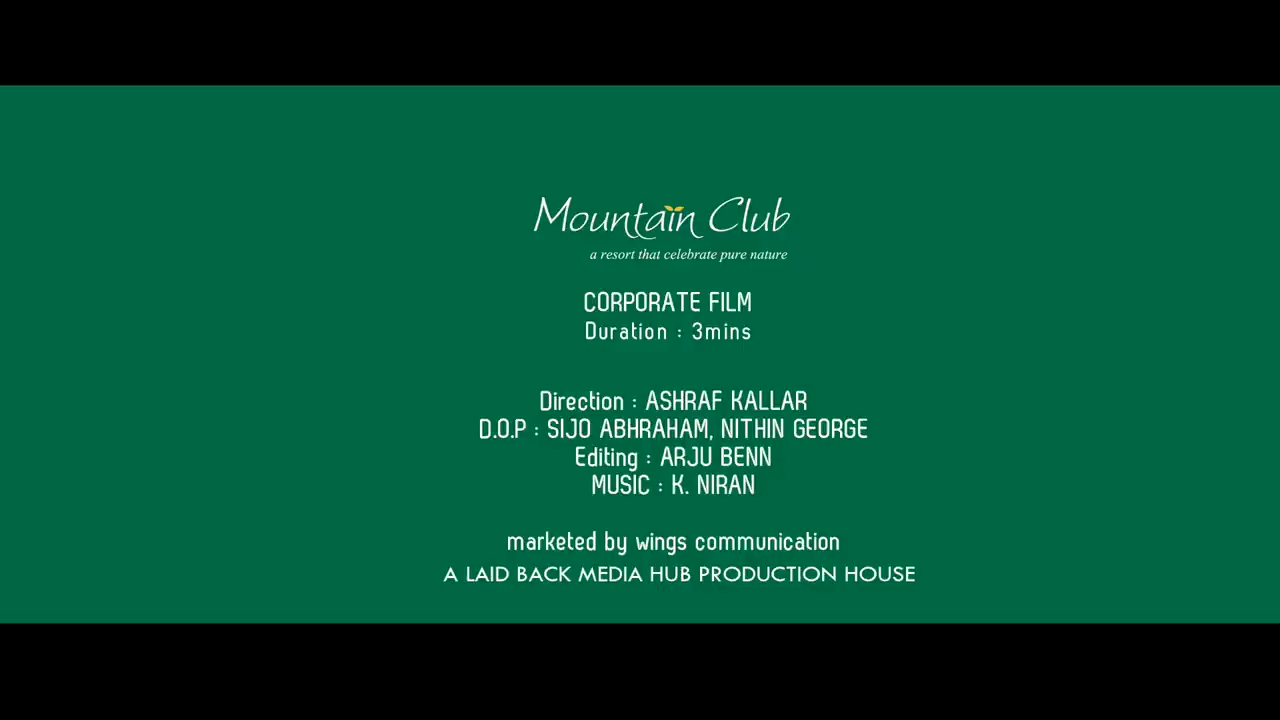 Mountain Club
a resort that celebrate pure nature
CORPORATE FILM
Duration : 3mins
Direction : ASHRAF KALLAR
D.O.P : SIJO ABHRAHAM, NITHIN GEORGE
Editing : ARJU BENN
MUSIC : K. NIRAN
marketed by wings communication
A LAID BACK MEDIA HUB PRODUCTION HOUSE